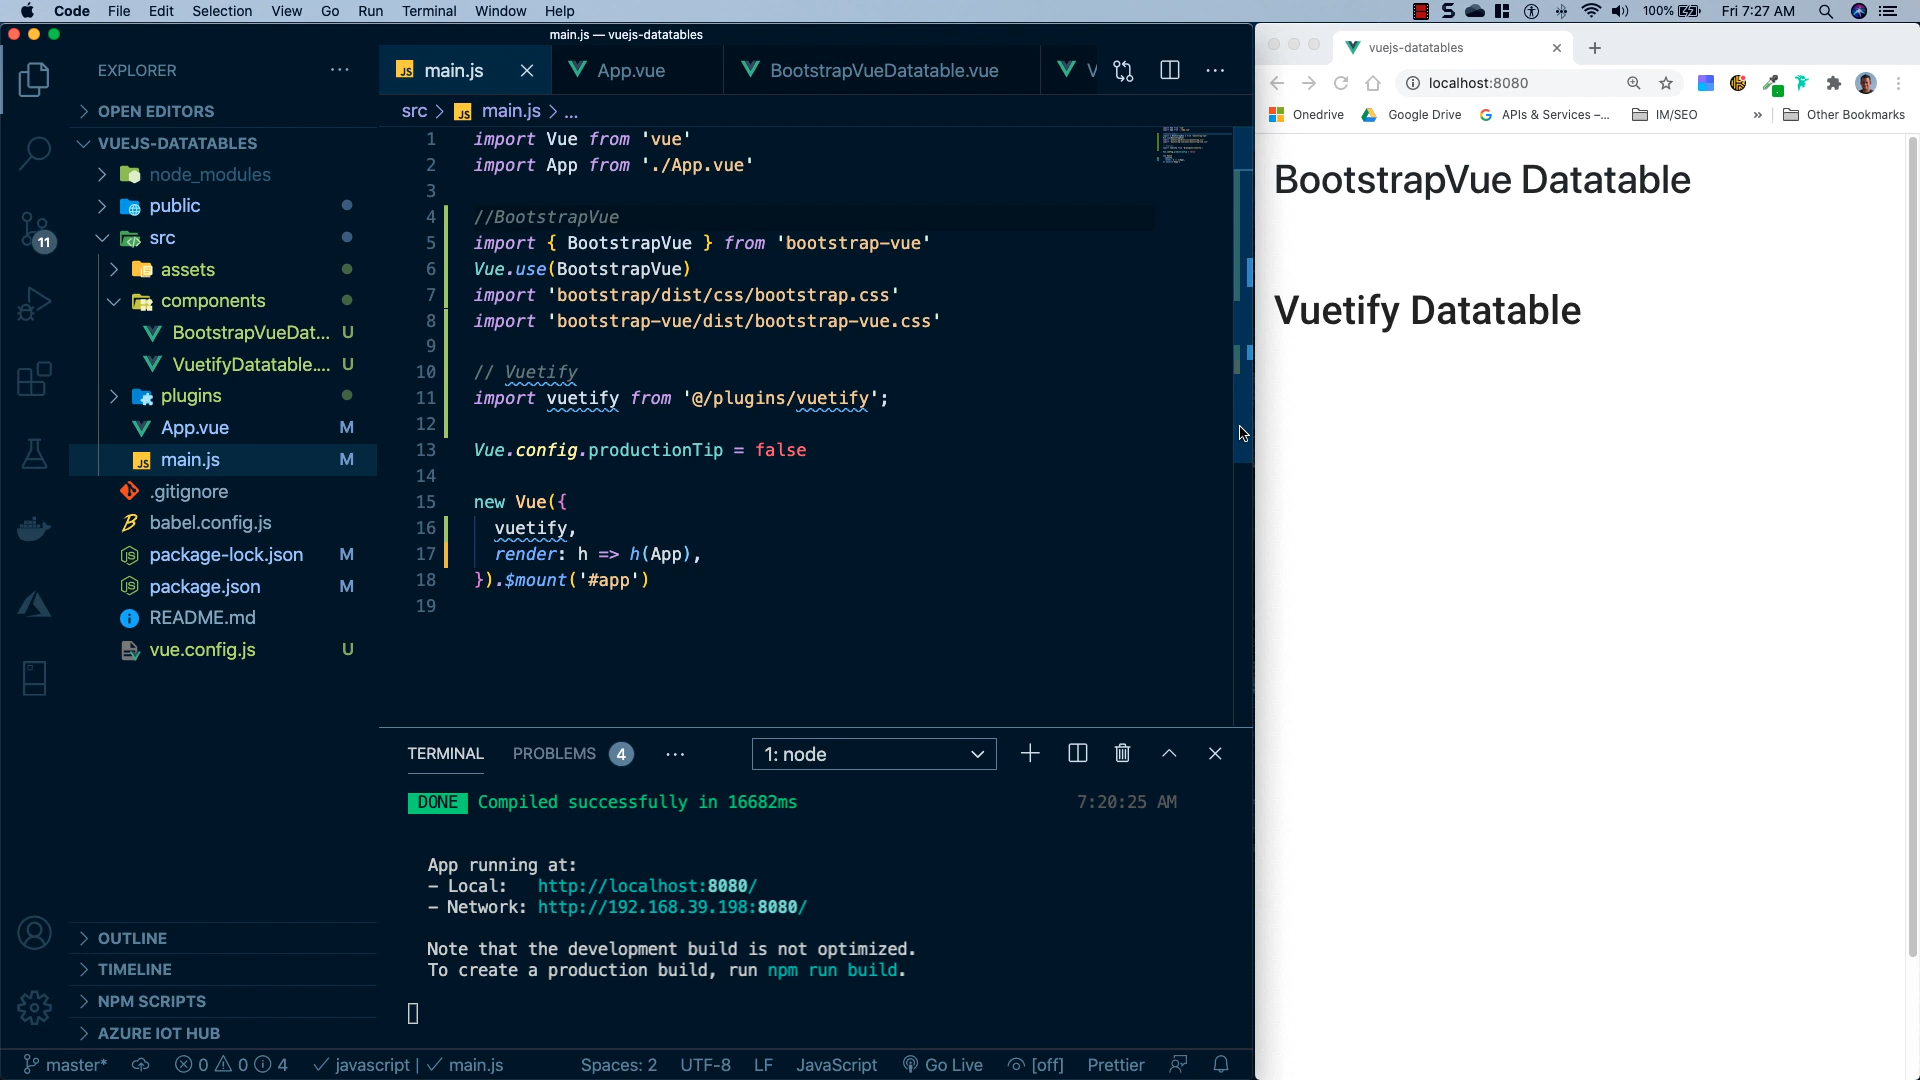 Code File Edit Selection View Go Run Terminal Window Help
100% Fri 7:27 AM
main.js — vuejs-datatables
EXPLORER
OPEN EDITORS
VUEJS-DATATABLES
node_modules
public
src
assets
components
BootstrapVueDat... U
VuetifyDatatable.... U
plugins
App.vue M
main.js M
.gitignore
babel.config.js
package-lock.json M
package.json M
README.md
vue.config.js U
OUTLINE
TIMELINE
NPM SCRIPTS
AZURE IOT HUB
11
JS main.js App.vue BootstrapVueDatatable.vue V
src > JS main.js > ...
1 import Vue from 'vue'
2 import App from './App.vue'
3
4 //BootstrapVue
5 import { BootstrapVue } from 'bootstrap-vue'
6 Vue.use(BootstrapVue)
7 import 'bootstrap/dist/css/bootstrap.css'
8 import 'bootstrap-vue/dist/bootstrap-vue.css'
9
10 // Vuetify
11 import vuetify from '@/plugins/vuetify';
12
13 Vue.config.productionTip = false
14
15 new Vue({
16 vuetify,
17 render: h => h(App),
18 }).$mount('#app')
19
TERMINAL PROBLEMS 4 ... 1: node
DONE Compiled successfully in 16682ms 7:20:25 AM
App running at:
- Local: http://localhost:8080/
- Network: http://192.168.39.198:8080/
Note that the development build is not optimized.
To create a production build, run npm run build.
master* 0 0 4 javascript | main.js Spaces: 2 UTF-8 LF JavaScript Go Live [off] Prettier
vuejs-datatables
localhost:8080
Onedrive Google Drive APIs & Services –... IM/SEO » Other Bookmarks
BootstrapVue Datatable
Vuetify Datatable